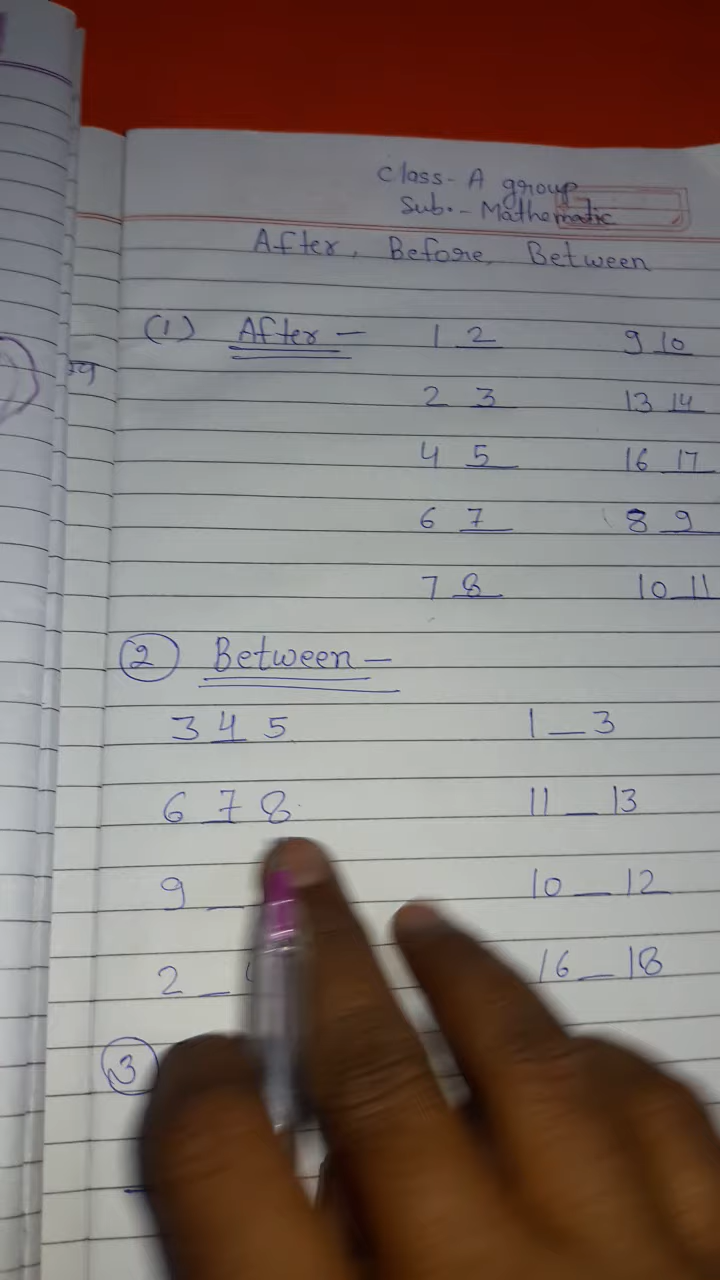 Class- A group
Sub.- Mathematic
After, Before, Between
(1) After - 1 2 9 10
2 3 13 14
4 5 16 17
6 7 8 9
7 8 10 11
2 Between -
3 4 5 1 _ 3
6 7 8 11 _ 13
9 _ 10 _ 12
2 _ 16 _ 18
3